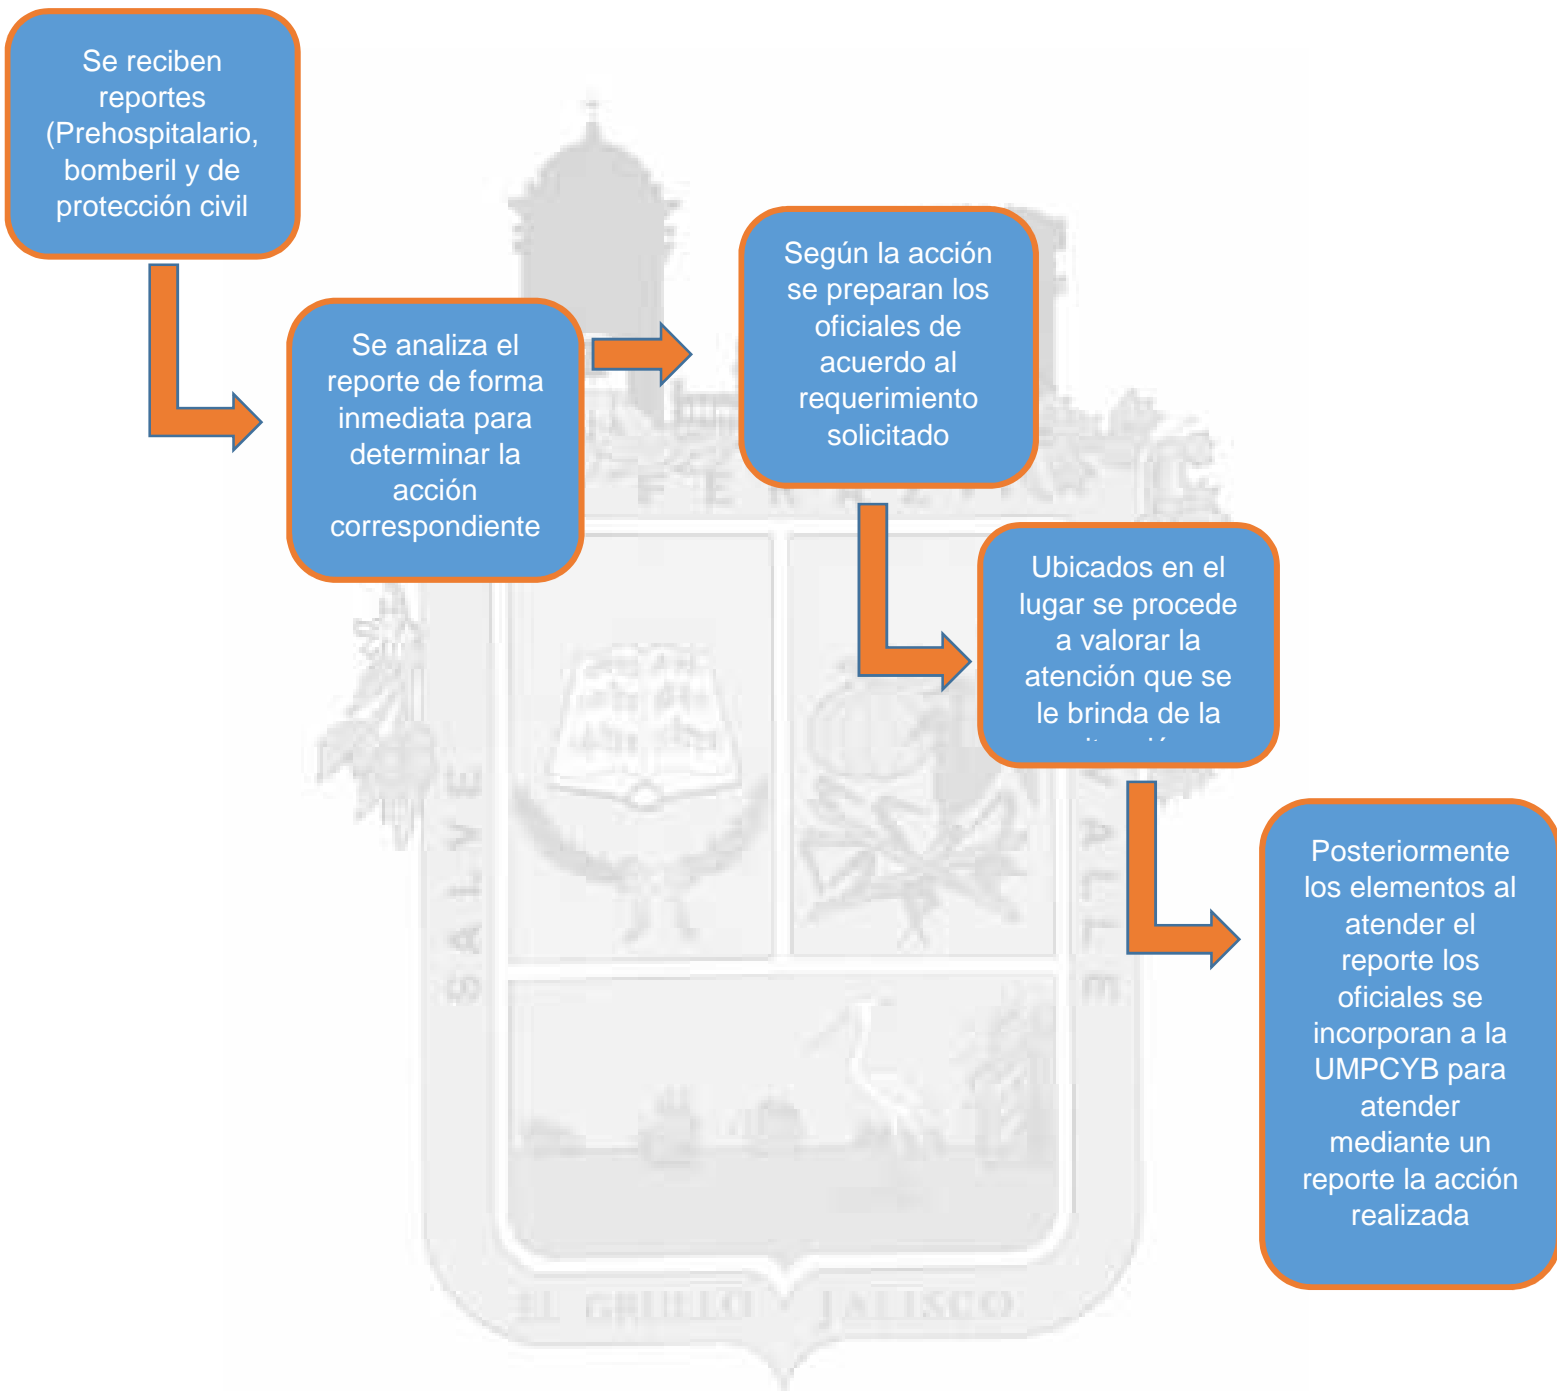 Se reciben
reportes
(Prehospitalario,
bomberil y de
protección civil
Se analiza el
reporte de forma
inmediata para
determinar la
acción
correspondiente
Según la acción
se preparan los
oficiales de
acuerdo al
requerimiento
solicitado
Ubicados en el
lugar se procede
a valorar la
atención que se
le brinda de la
Posteriormente
los elementos al
atender el
reporte los
oficiales se
incorporan a la
UMPCYB para
atender
mediante un
reporte la acción
realizada
SALVE
VALLE
EL GRULLO JALISCO